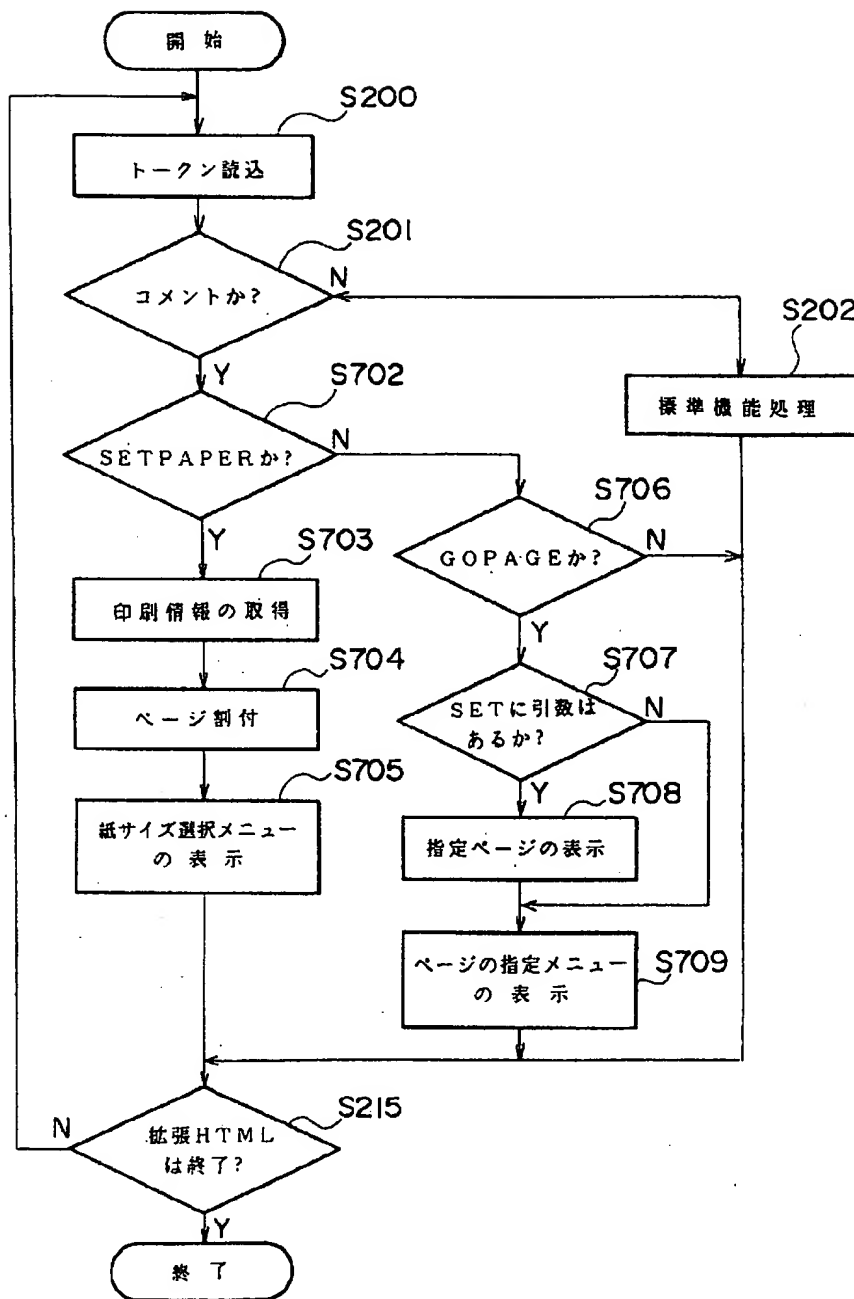 開始
S200
トークン読込
S201
コメントか?
N
S202
Y
S702
標準機能処理
SETPAPERか?
N
S706
Y
S703
GOPAGEか?
N
印刷情報の取得
Y
S704
S707
ページ割付
SETに引数は
あるか?
N
S705
Y
S708
紙サイズ選択メニュー
の表示
指定ページの表示
ページの指定メニュー
の表示
S709
S215
N
拡張HTML
は終了?
Y
終了